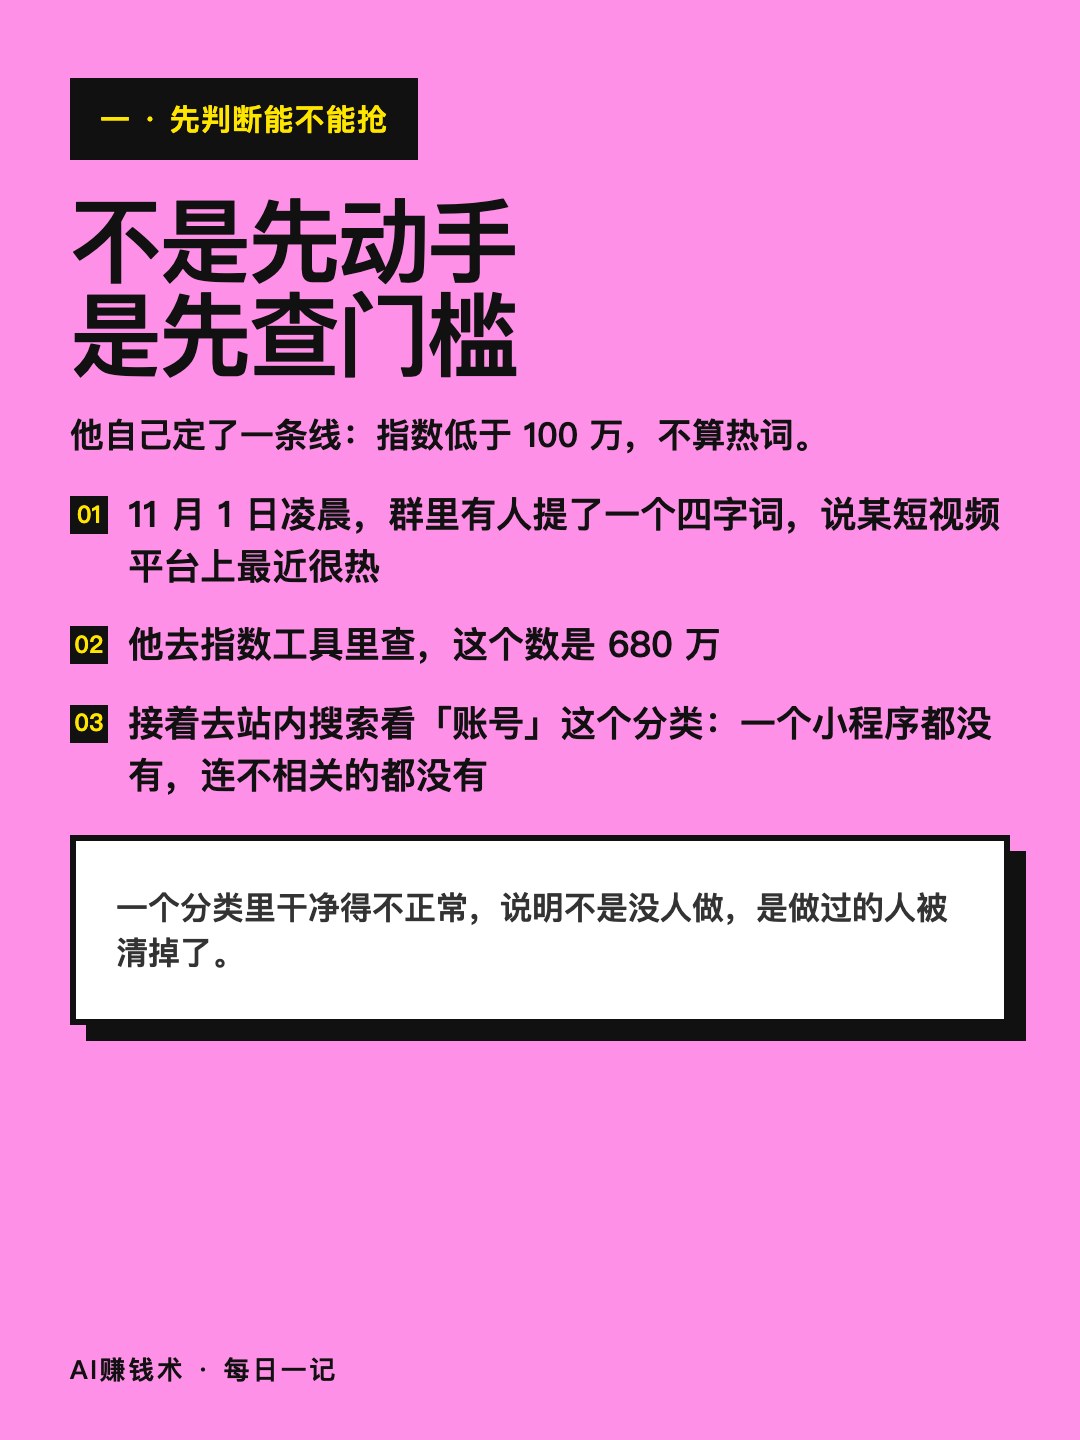 一 · 先判断能不能抢
不是先动手
是先查门槛
他自己定了一条线：指数低于 100 万，不算热词。
01 11 月 1 日凌晨，群里有人提了一个四字词，说某短视频
平台上最近很热
02 他去指数工具里查，这个数是 680 万
03 接着去站内搜索看「账号」这个分类：一个小程序都没
有，连不相关的都没有
一个分类里干净得不正常，说明不是没人做，是做过的人被
清掉了。
AI赚钱术 · 每日一记